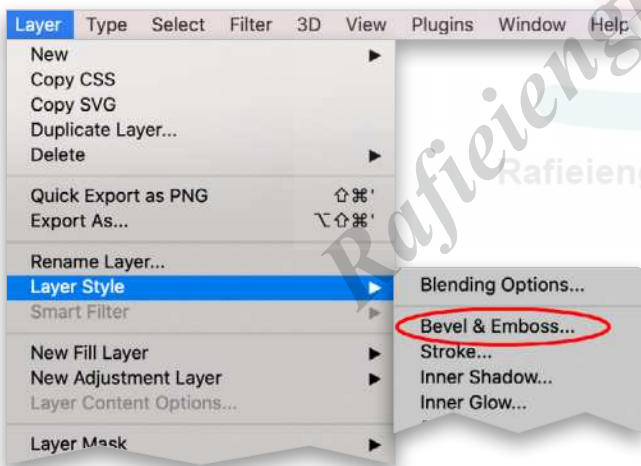 Layer Type Select Filter 3D View Plugins Window Help
New
Copy CSS
Copy SVG
Duplicate Layer...
Delete
Quick Export as PNG ⇧⌘'
Export As... ⌥⇧⌘'
Rename Layer...
Layer Style
Smart Filter
New Fill Layer
New Adjustment Layer
Layer Content Options...
Layer Mask
Blending Options...
Bevel & Emboss...
Stroke...
Inner Shadow...
Inner Glow...
Rafieieng
Rafieieng